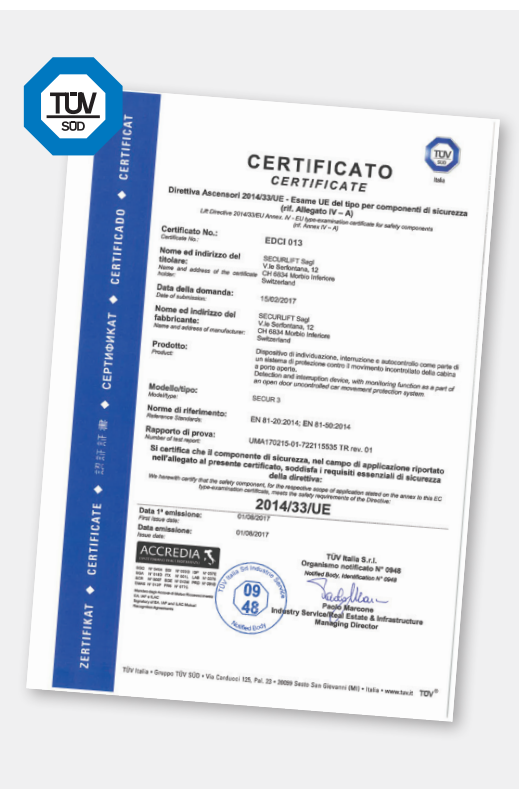 TÜV
SÜD
ZERTIFIKAT ◆ CERTIFICATE ◆ 認証証書 ◆ СЕРТИФИКАТ ◆ CERTIFICADO ◆ CERTIFICAT
TÜV
Italia
CERTIFICATO
CERTIFICATE
Direttiva Ascensori 2014/33/UE - Esame UE del tipo per componenti di sicurezza
(rif. Allegato IV – A)
Lift Directive 2014/33/EU Annex. IV - EU type-examination certificate for safety components
(rif. Annex IV – A)
Certificato No.:
Certificate No.:
EDCI 013
Nome ed indirizzo del
titolare:
Name and address of the certificate
holder:
SECURLIFT Sagl
V.le Serfontana, 12
CH 6834 Morbio Inferiore
Switzerland
Data della domanda:
Date of submission:
15/02/2017
Nome ed indirizzo del
fabbricante:
Name and address of manufacturer:
SECURLIFT Sagl
V.le Serfontana, 12
CH 6834 Morbio Inferiore
Switzerland
Prodotto:
Product:
Dispositivo di individuazione, interruzione e autocontrollo come parte di
un sistema di protezione contro il movimento incontrollato della cabina
a porte aperte.
Detection and interruption device, with monitoring function as a part of
an open door uncontrolled car movement protection system.
Modello/tipo:
Model/type:
SECUR 3
Norme di riferimento:
Reference Standards:
EN 81-20:2014; EN 81-50:2014
Rapporto di prova:
Number of test report:
UMA170215-01-722115535 TR rev. 01
Si certifica che il componente di sicurezza, nel campo di applicazione riportato
nell'allegato al presente certificato, soddisfa i requisiti essenziali di sicurezza
della direttiva:
We herewith certify that the safety component, for the respective scope of application stated on the annex to this EC
type-examination certificate, meets the safety requirements of the Directive:
2014/33/UE
Data 1ª emissione:
First issue date:
01/08/2017
Data emissione:
Issue date:
01/08/2017
ACCREDIA
TÜV Italia Srl Industrie Service
09
48
Notified Body
TÜV Italia S.r.l.
Organismo notificato N° 0948
Notified Body, Identification N° 0948
Paolo Marcone
Industry Service/Real Estate & Infrastructure
Managing Director
TÜV Italia • Gruppo TÜV SÜD • Via Carducci 125, Pal. 23 • 20099 Sesto San Giovanni (MI) • Italia • www.tuv.it TÜV®